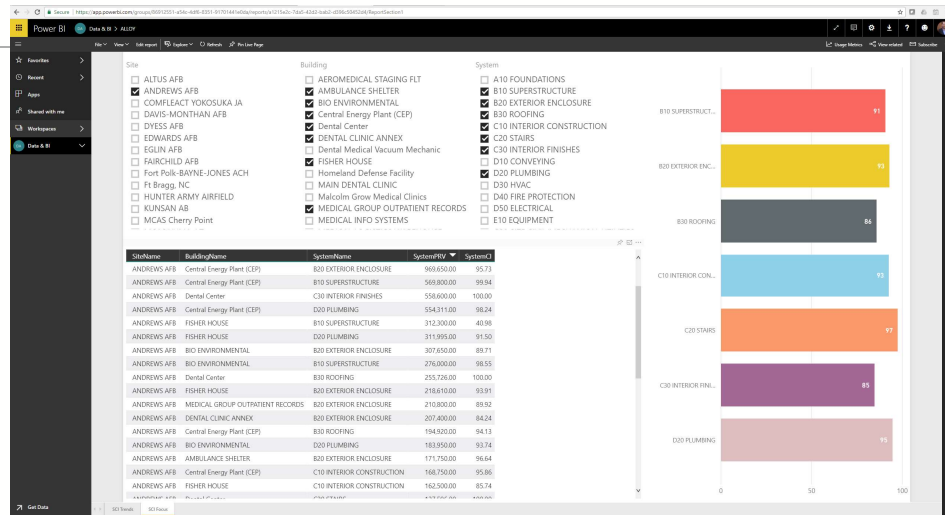 Secure | https://app.powerbi.com/groups/
Power BI Data & BI > ALLOY
File View Edit report Explore Refresh Pin Live Page Usage Metrics View related Subscribe
Favorites
Recent
Apps
Shared with me
Workspaces
Data & BI
Site Building System
ALTUS AFB AEROMEDICAL STAGING FLT A10 FOUNDATIONS
ANDREWS AFB AMBULANCE SHELTER B10 SUPERSTRUCTURE
COMFLEACT YOKOSUKA JA BIO ENVIRONMENTAL B20 EXTERIOR ENCLOSURE
DAVIS-MONTHAN AFB Central Energy Plant (CEP) B30 ROOFING
DYESS AFB Dental Center C10 INTERIOR CONSTRUCTION
EDWARDS AFB DENTAL CLINIC ANNEX C20 STAIRS
EGLIN AFB Dental Medical Vacuum Mechanic C30 INTERIOR FINISHES
FAIRCHILD AFB FISHER HOUSE D10 CONVEYING
Fort Polk-BAYNE-JONES ACH Homeland Defense Facility D20 PLUMBING
Ft Bragg, NC MAIN DENTAL CLINIC D30 HVAC
HUNTER ARMY AIRFIELD Malcolm Grow Medical Clinics D40 FIRE PROTECTION
KUNSAN AB MEDICAL GROUP OUTPATIENT RECORDS D50 ELECTRICAL
MCAS Cherry Point MEDICAL INFO SYSTEMS E10 EQUIPMENT
SiteName BuildingName SystemName SystemPRV SystemCI
ANDREWS AFB Central Energy Plant (CEP) B20 EXTERIOR ENCLOSURE 969,650.00 95.73
ANDREWS AFB Central Energy Plant (CEP) B10 SUPERSTRUCTURE 569,800.00 99.94
ANDREWS AFB Dental Center C30 INTERIOR FINISHES 558,600.00 100.00
ANDREWS AFB Central Energy Plant (CEP) D20 PLUMBING 554,311.00 98.24
ANDREWS AFB FISHER HOUSE B10 SUPERSTRUCTURE 312,300.00 40.98
ANDREWS AFB FISHER HOUSE D20 PLUMBING 311,995.00 91.50
ANDREWS AFB BIO ENVIRONMENTAL B20 EXTERIOR ENCLOSURE 307,650.00 89.71
ANDREWS AFB BIO ENVIRONMENTAL B10 SUPERSTRUCTURE 276,000.00 98.55
ANDREWS AFB Dental Center B30 ROOFING 255,726.00 100.00
ANDREWS AFB FISHER HOUSE B20 EXTERIOR ENCLOSURE 218,610.00 93.91
ANDREWS AFB MEDICAL GROUP OUTPATIENT RECORDS B20 EXTERIOR ENCLOSURE 210,800.00 89.92
ANDREWS AFB DENTAL CLINIC ANNEX B20 EXTERIOR ENCLOSURE 207,400.00 84.24
ANDREWS AFB Central Energy Plant (CEP) B30 ROOFING 194,920.00 94.13
ANDREWS AFB BIO ENVIRONMENTAL D20 PLUMBING 183,950.00 93.74
ANDREWS AFB AMBULANCE SHELTER B20 EXTERIOR ENCLOSURE 171,750.00 96.64
ANDREWS AFB Central Energy Plant (CEP) C10 INTERIOR CONSTRUCTION 168,750.00 95.86
ANDREWS AFB FISHER HOUSE C10 INTERIOR CONSTRUCTION 162,500.00 85.74
B10 SUPERSTRUCT... 91
B20 EXTERIOR ENC... 93
B30 ROOFING 86
C10 INTERIOR CON... 93
C20 STAIRS 97
C30 INTERIOR FINI... 85
D20 PLUMBING 95
0 50 100
Get Data SCI Trends SCI Focus